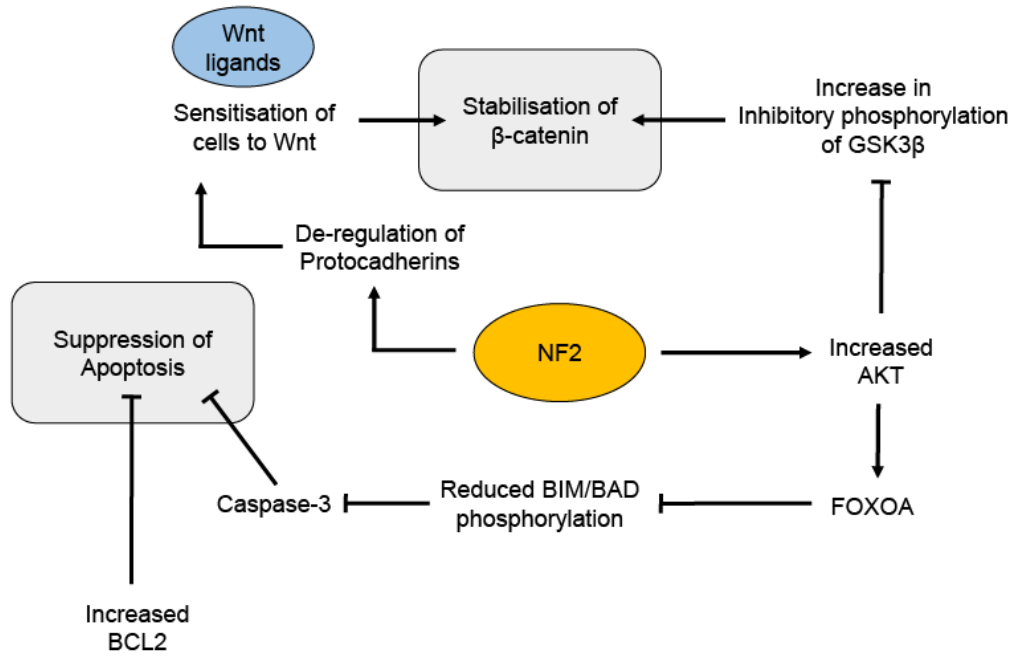 Wnt
ligands
Sensitisation of
cells to Wnt
Stabilisation of
β-catenin
Increase in
Inhibitory phosphorylation
of GSK3β
De-regulation of
Protocadherins
Suppression of
Apoptosis
NF2
Increased
AKT
Caspase-3
Reduced BIM/BAD
phosphorylation
FOXOA
Increased
BCL2